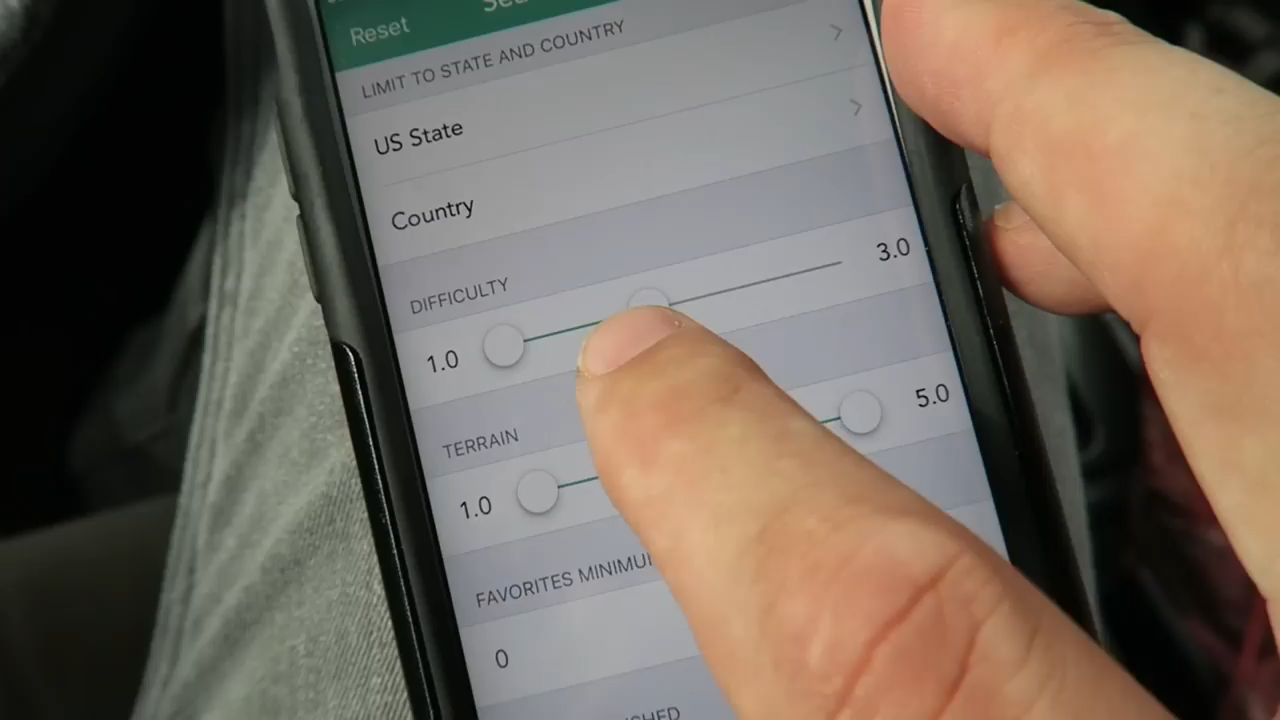 Reset
LIMIT TO STATE AND COUNTRY
US State
Country
DIFFICULTY
1.0
3.0
TERRAIN
1.0
5.0
FAVORITES
0